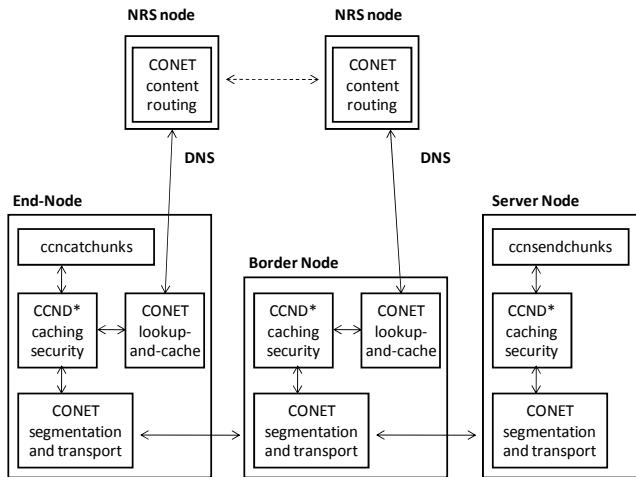 NRS node
NRS node
CONET
content
routing
CONET
content
routing
DNS
DNS
End-Node
Server Node
ccncatchunks
ccnsendchunks
Border Node
CCND*
caching
security
CONET
lookup-
and-cache
CCND*
caching
security
CONET
lookup-
and-cache
CCND*
caching
security
CONET
segmentation
and transport
CONET
segmentation
and transport
CONET
segmentation
and transport